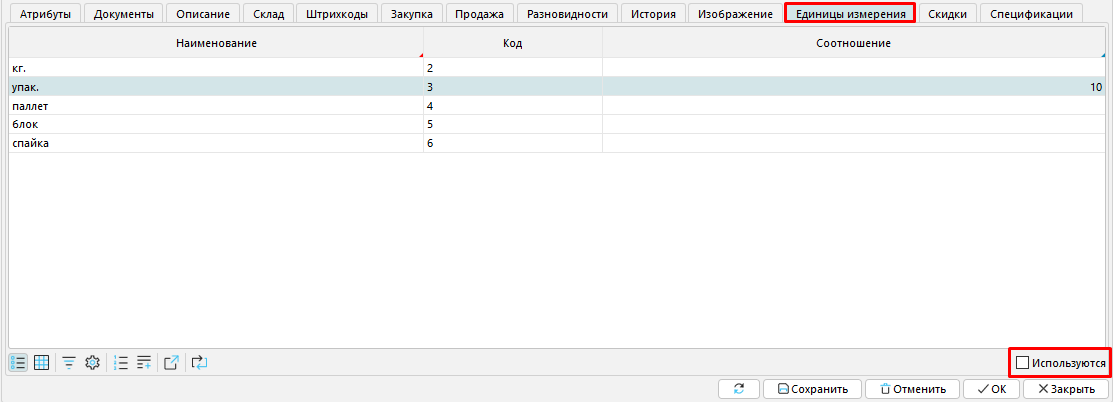 Атрибуты Документы Описание Склад Штрихкоды Закупка Продажа Разновидности История Изображение Единицы измерения Скидки Спецификации
Наименование Код Соотношение
кг. 2
упак. 3 10
паллет 4
блок 5
спайка 6
Используются
Сохранить Отменить ОК Закрыть